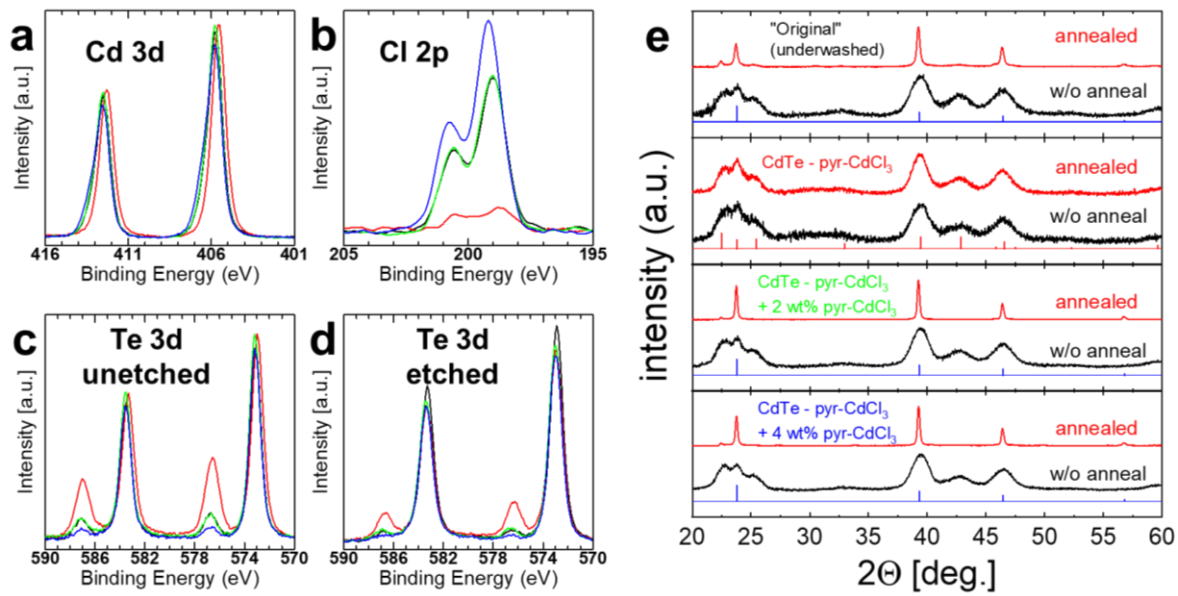 a
Cd 3d
Intensity [a.u.]
416 411 406 401
Binding Energy (eV)
b
Cl 2p
Intensity [a.u.]
205 200 195
Binding Energy (eV)
c
Te 3d
unetched
Intensity [a.u.]
590 586 582 578 574 570
Binding Energy (eV)
d
Te 3d
etched
Intensity [a.u.]
590 586 582 578 574 570
Binding Energy (eV)
e
"Original"
(underwashed)
annealed
w/o anneal
CdTe - pyr-CdCl₃
annealed
w/o anneal
CdTe - pyr-CdCl₃
+ 2 wt% pyr-CdCl₃
annealed
w/o anneal
CdTe - pyr-CdCl₃
+ 4 wt% pyr-CdCl₃
annealed
w/o anneal
intensity (a.u.)
20 25 30 35 40 45 50 55 60
2Θ [deg.]